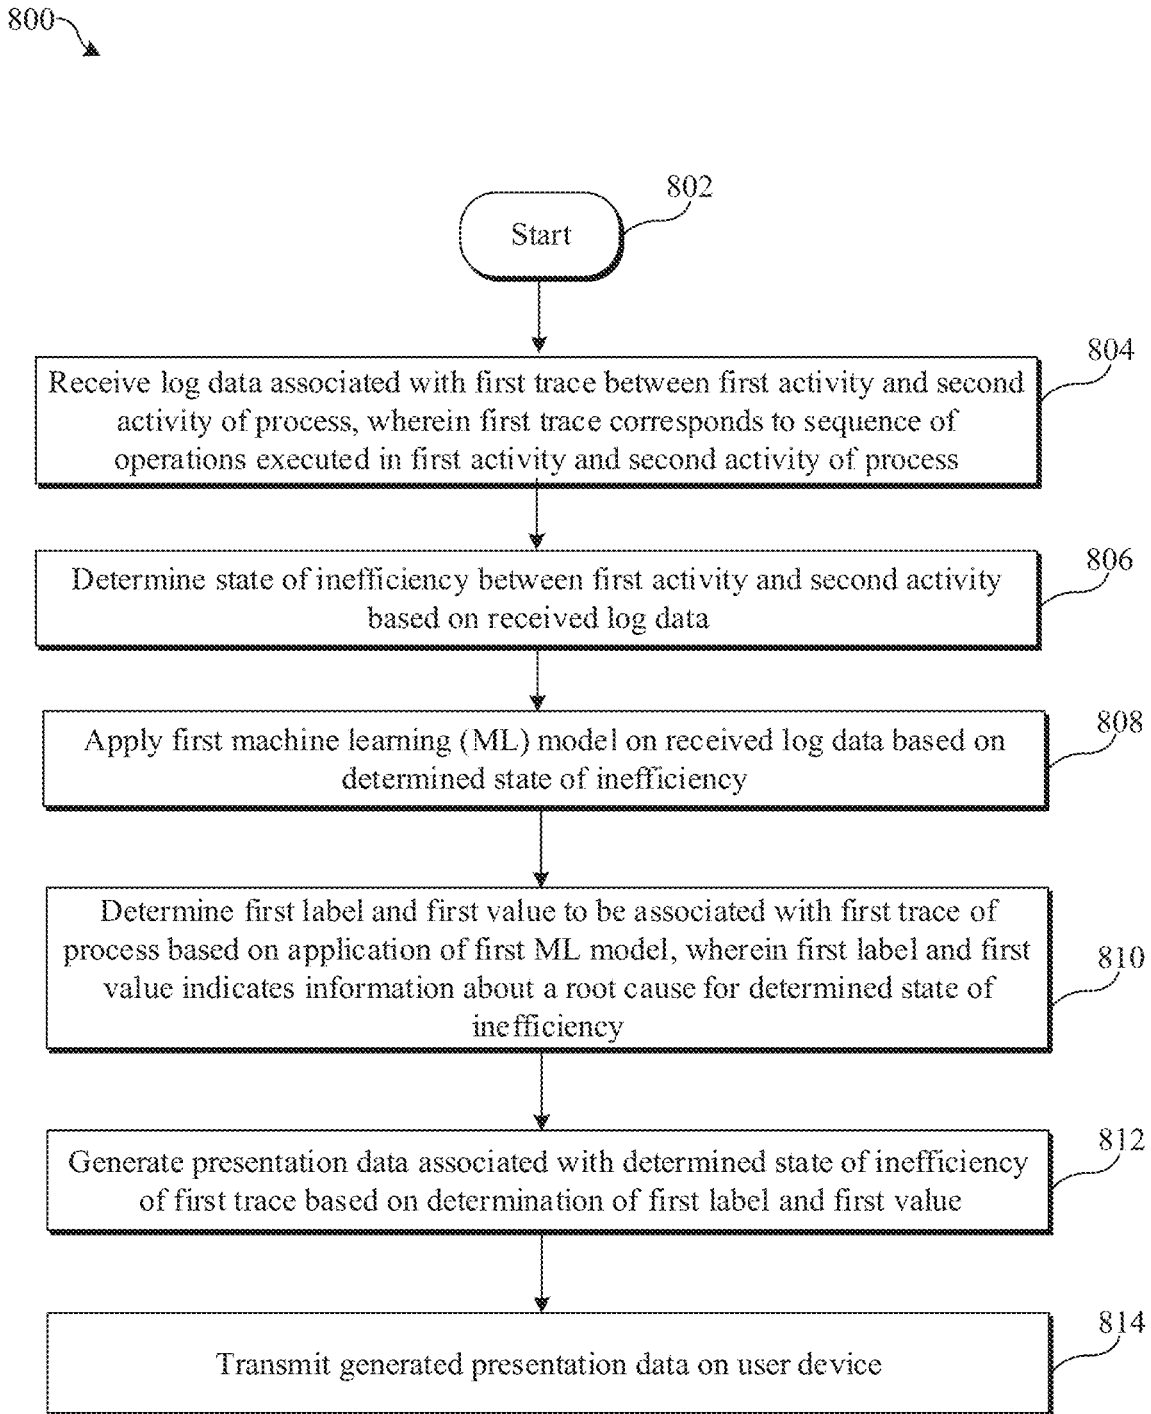 800
802
Start
804
Receive log data associated with first trace between first activity and second
activity of process, wherein first trace corresponds to sequence of
operations executed in first activity and second activity of process
806
Determine state of inefficiency between first activity and second activity
based on received log data
808
Apply first machine learning (ML) model on received log data based on
determined state of inefficiency
Determine first label and first value to be associated with first trace of
process based on application of first ML model, wherein first label and first
810
value indicates information about a root cause for determined state of
inefficiency
812
Generate presentation data associated with determined state of inefficiency
of first trace based on determination of first label and first value
814
Transmit generated presentation data on user device